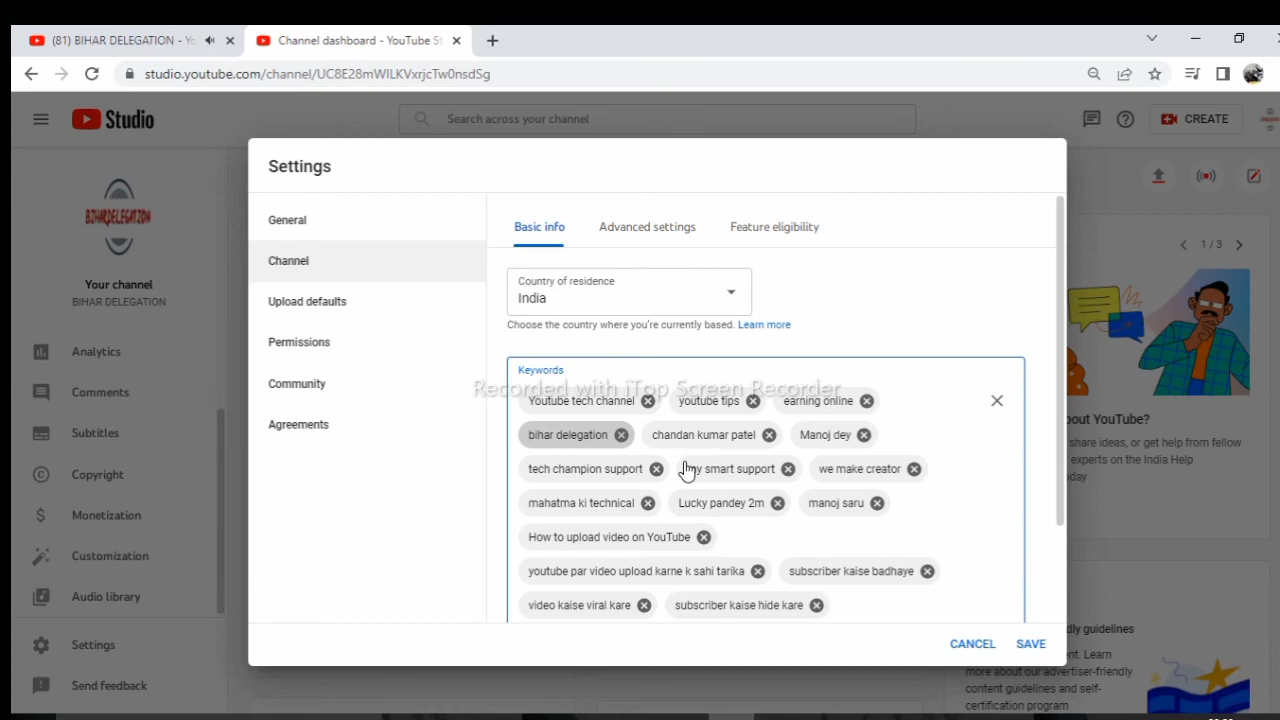 (81) BIHAR DELEGATION - Yo
Channel dashboard - YouTube St
studio.youtube.com/channel/UC8E28mWILKVxrjcTw0nsdSg
Studio
Search across your channel
CREATE
Settings
BIHARDELEGATION
Your channel
BIHAR DELEGATION
Analytics
Comments
Subtitles
Copyright
Monetization
Customization
Audio library
Settings
Send feedback
General
Channel
Upload defaults
Permissions
Community
Agreements
Basic info
Advanced settings
Feature eligibility
Country of residence
India
Choose the country where you're currently based. Learn more
Keywords
Recorded with iTop Screen Recorder
Youtube tech channel youtube tips earning online
bihar delegation chandan kumar patel Manoj dey
tech champion support smart support we make creator
mahatma ki technical Lucky pandey 2m manoj saru
How to upload video on YouTube
youtube par video upload karne k sahi tarika subscriber kaise badhaye
video kaise viral kare subscriber kaise hide kare
CANCEL SAVE
1 / 3
out YouTube?
share ideas, or get help from fellow
experts on the India Help
day
dly guidelines
ent. Learn
more about our advertiser-friendly
content guidelines and self-
certification program